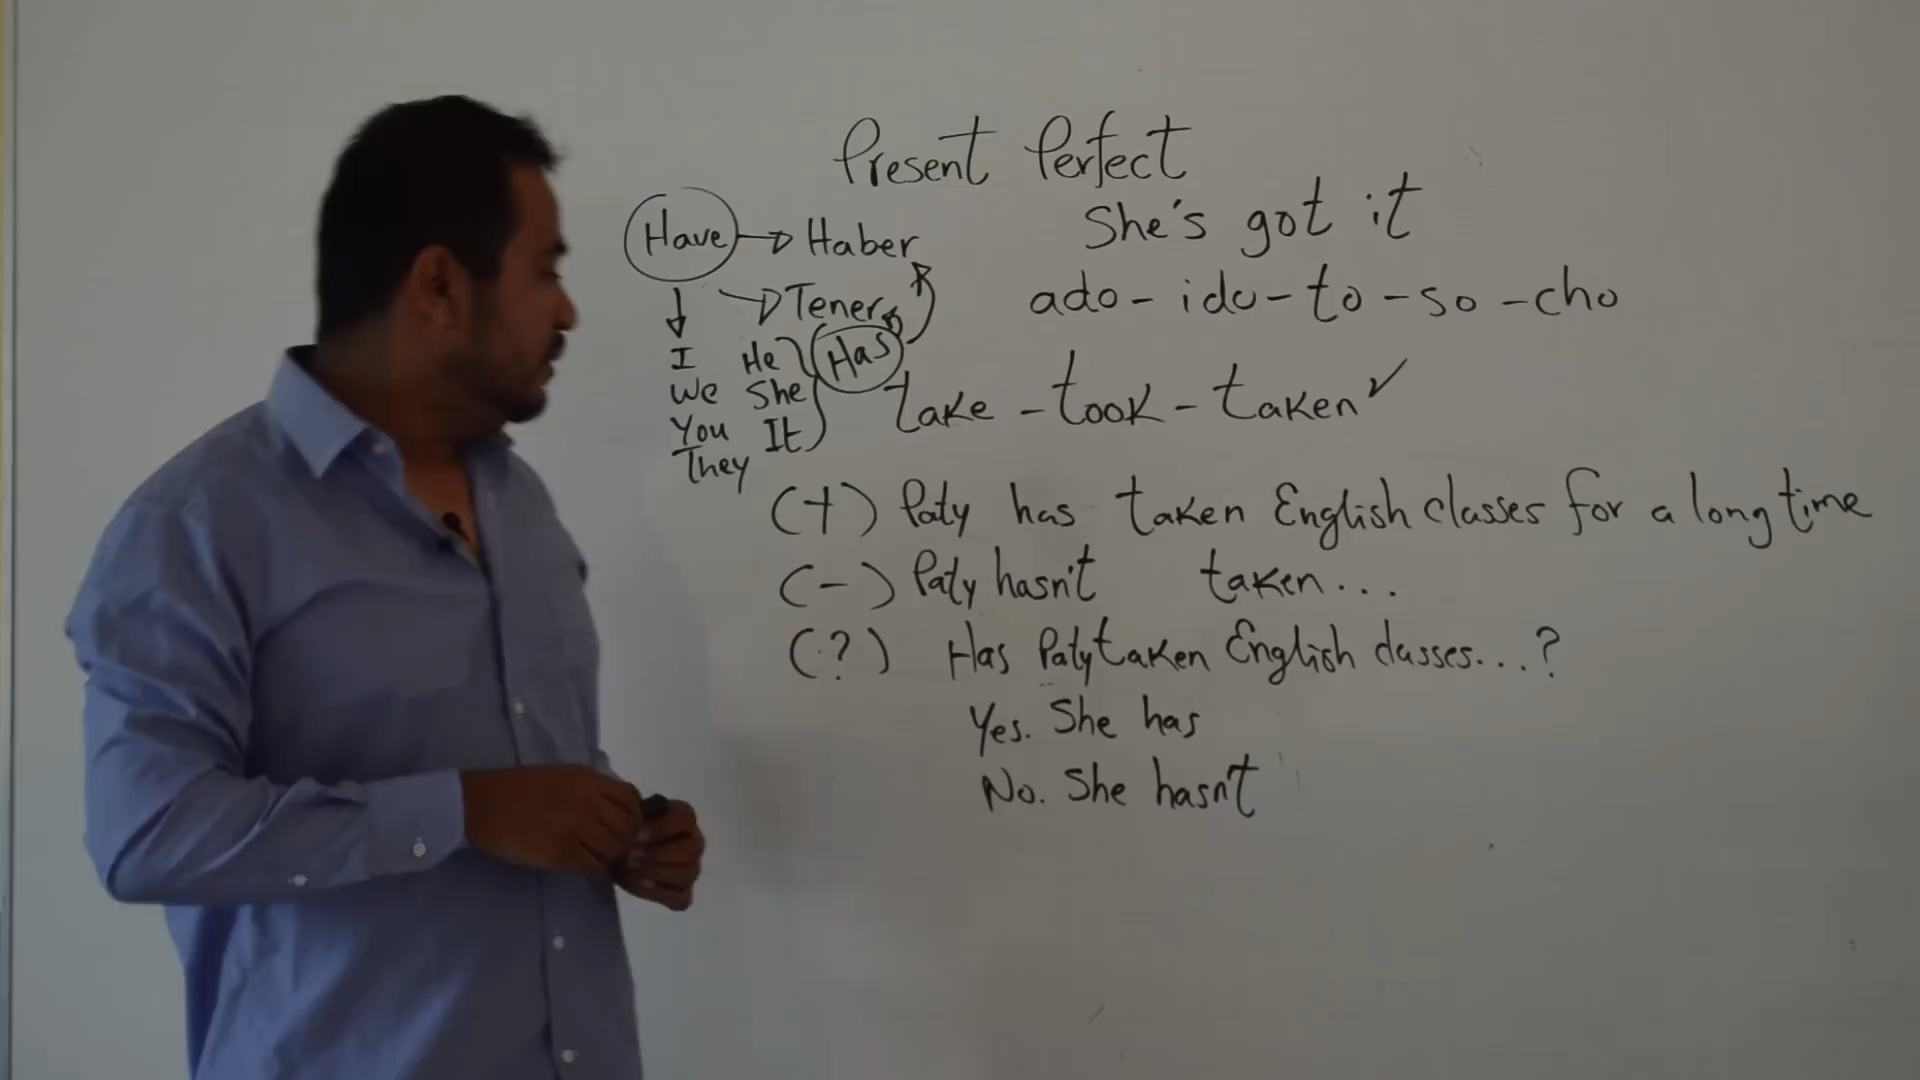 Present Perfect
She's got it
Have → Haber
→ Tener
ado - ido - to - so - cho
I He Has
We She
You It
They
take - took - taken ✓
(+) Paty has taken English classes for a long time
(-) Paty hasn't taken...
(?) Has Paty taken English classes...?
Yes. She has
No. She hasn't